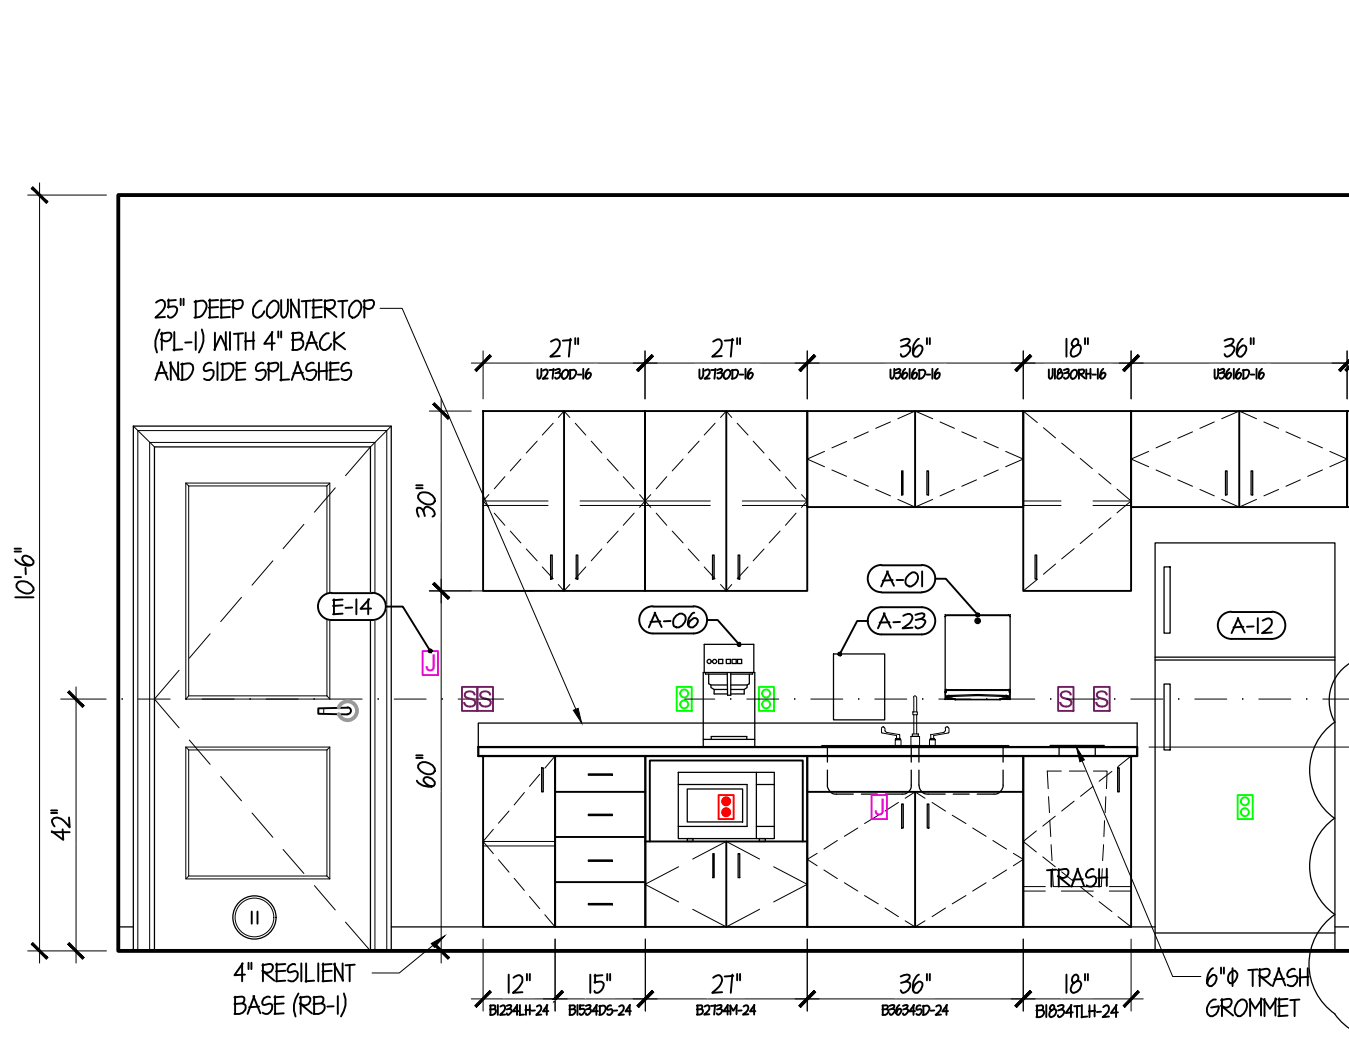 25" DEEP COUNTERTOP
(PL-1) WITH 4" BACK
AND SIDE SPLASHES
27" 27" 36" 18" 36"
U2730D-16 U2730D-16 U3616D-16 U1830RH-16 U3616D-16
30"
10'-6"
E-14
A-06
A-01
A-23
A-12
J
S S
S S
60"
42"
J
TRASH
11
4" RESILIENT
BASE (RB-1)
12" 15" 27" 36" 18"
B1234LH-24 B1534DS-24 B2734M-24 B3634SD-24 B1834TLH-24
6"Φ TRASH
GROMMET